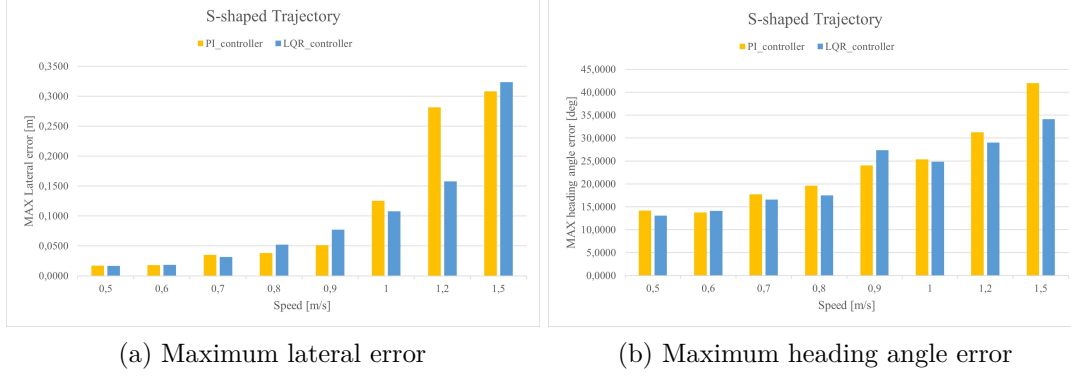 S-shaped Trajectory
PI_controller LQR_controller
0,3500
0,3000
0,2500
0,2000
0,1500
0,1000
0,0500
0,0000
MAX Lateral error [m]
0,5 0,6 0,7 0,8 0,9 1 1,2 1,5
Speed [m/s]
(a) Maximum lateral error
S-shaped Trajectory
PI_controller LQR_controller
45,0000
40,0000
35,0000
30,0000
25,0000
20,0000
15,0000
10,0000
5,0000
0,0000
MAX heading angle error [deg]
0,5 0,6 0,7 0,8 0,9 1 1,2 1,5
Speed [m/s]
(b) Maximum heading angle error